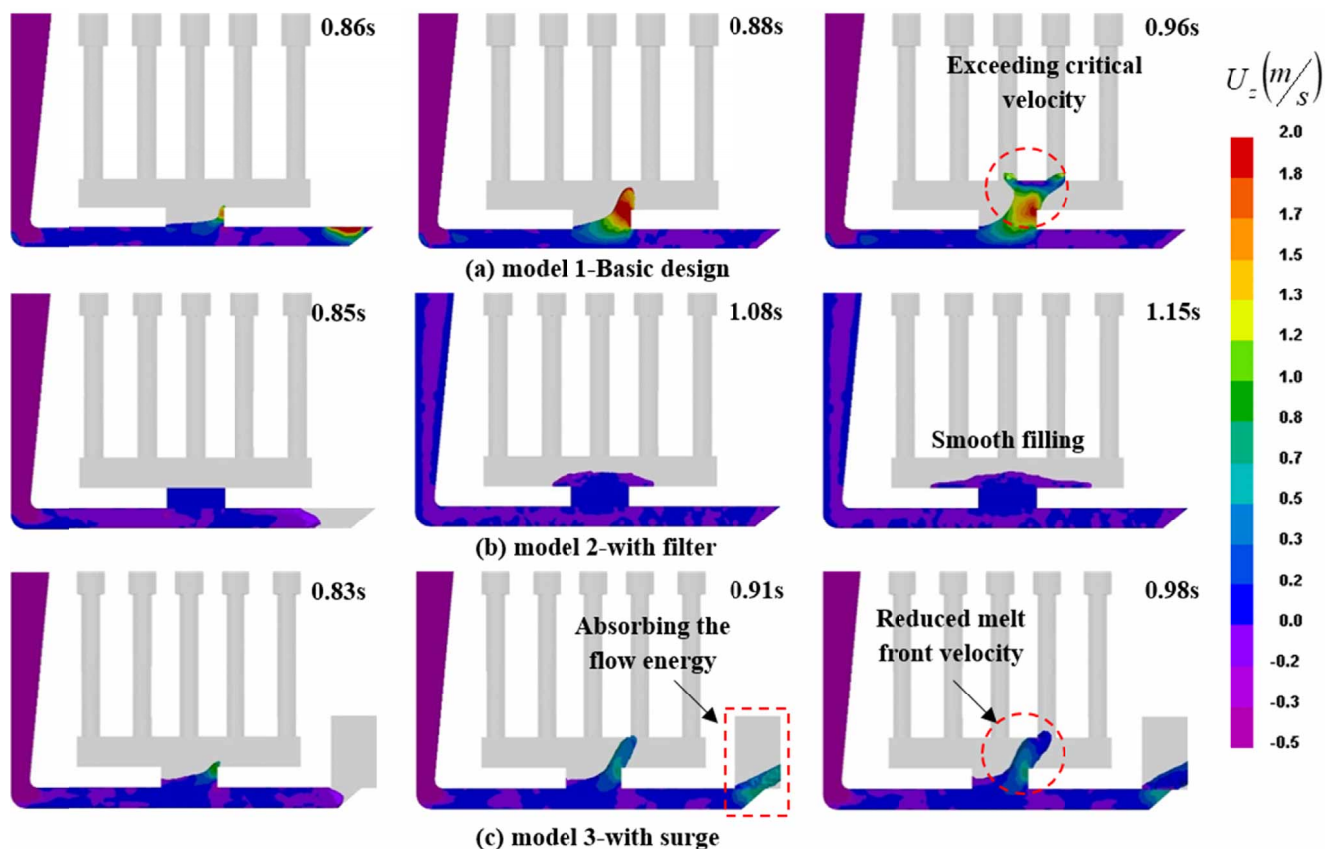 0.86s
0.88s
0.96s
Exceeding critical
velocity
U_z (m/s)
(a) model 1-Basic design
0.85s
1.08s
1.15s
Smooth filling
(b) model 2-with filter
0.83s
0.91s
0.98s
Absorbing the
flow energy
Reduced melt
front velocity
(c) model 3-with surge
2.0
1.8
1.7
1.5
1.3
1.2
1.0
0.8
0.7
0.5
0.3
0.2
0.0
-0.2
-0.3
-0.5